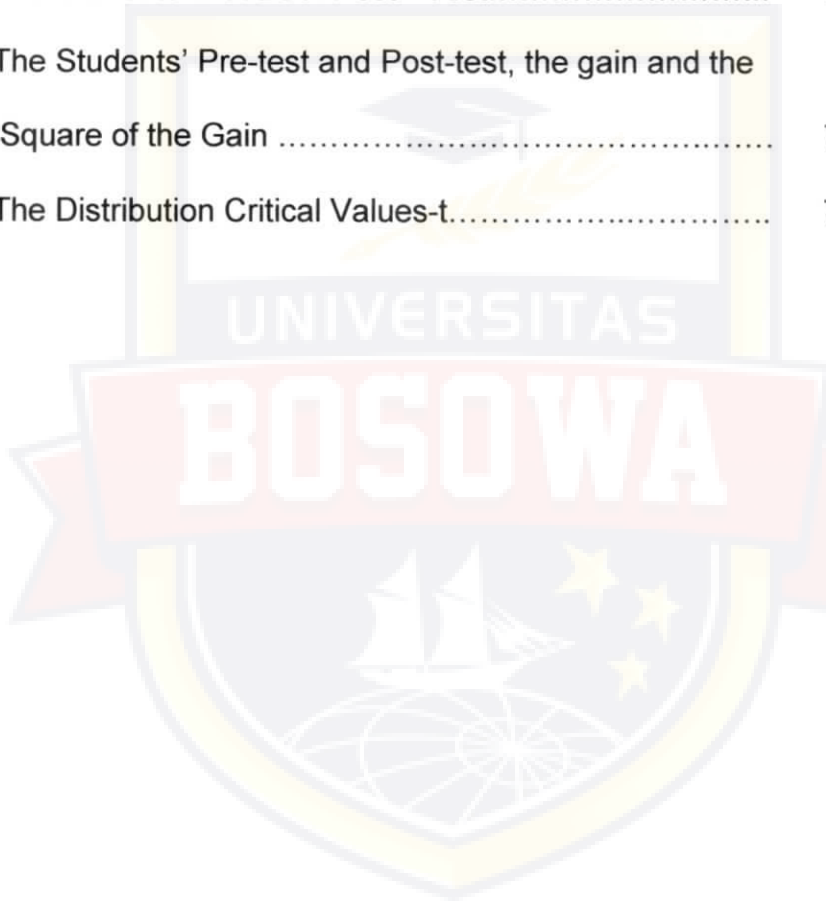 The Students' Pre-test and Post-test, the gain and the
Square of the Gain ................................................
The Distribution Critical Values-t...............................
UNIVERSITAS
BOSOWA